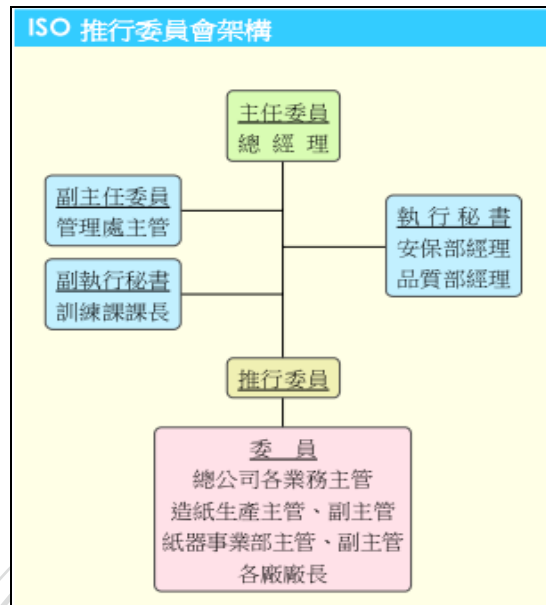 ISO 推行委員會架構
主任委員
總 經 理
副主任委員
管理處主管
執 行 秘 書
安保部經理
品質部經理
副執行秘書
訓練課課長
推行委員
委 員
總公司各業務主管
造紙生產主管、副主管
紙器事業部主管、副主管
各廠廠長